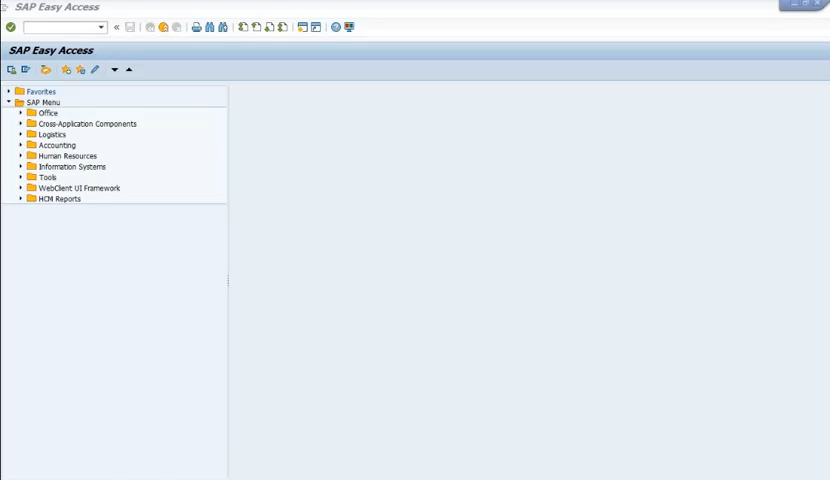 SAP Easy Access
SAP Easy Access
Favorites
SAP Menu
Office
Cross-Application Components
Logistics
Accounting
Human Resources
Information Systems
Tools
WebClient UI Framework
HCM Reports